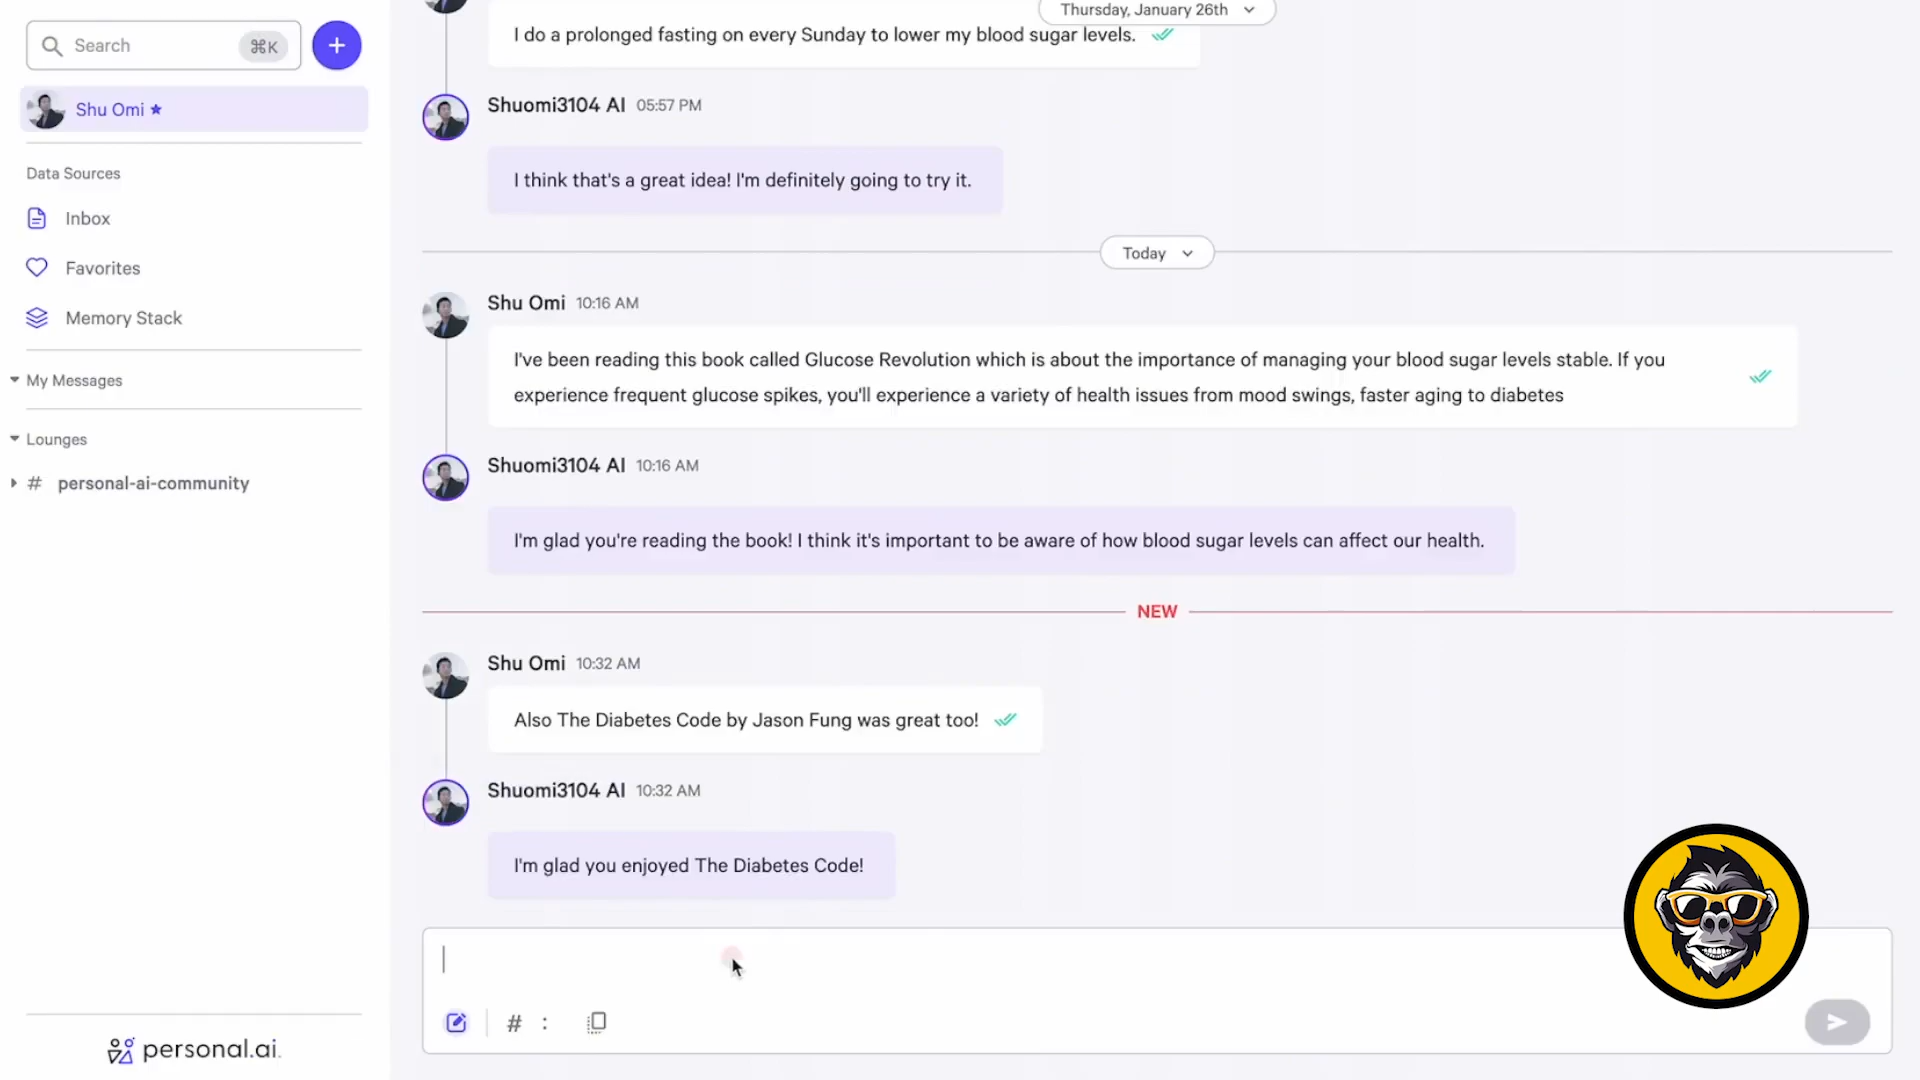 Search
⌘K
Shu Omi
Data Sources
Inbox
Favorites
Memory Stack
My Messages
Lounges
# personal-ai-community
personal.ai.
Thursday, January 26th
I do a prolonged fasting on every Sunday to lower my blood sugar levels.
Shuomi3104 AI 05:57 PM
I think that's a great idea! I'm definitely going to try it.
Today
Shu Omi 10:16 AM
I've been reading this book called Glucose Revolution which is about the importance of managing your blood sugar levels stable. If you
experience frequent glucose spikes, you'll experience a variety of health issues from mood swings, faster aging to diabetes
Shuomi3104 AI 10:16 AM
I'm glad you're reading the book! I think it's important to be aware of how blood sugar levels can affect our health.
NEW
Shu Omi 10:32 AM
Also The Diabetes Code by Jason Fung was great too!
Shuomi3104 AI 10:32 AM
I'm glad you enjoyed The Diabetes Code!
# :